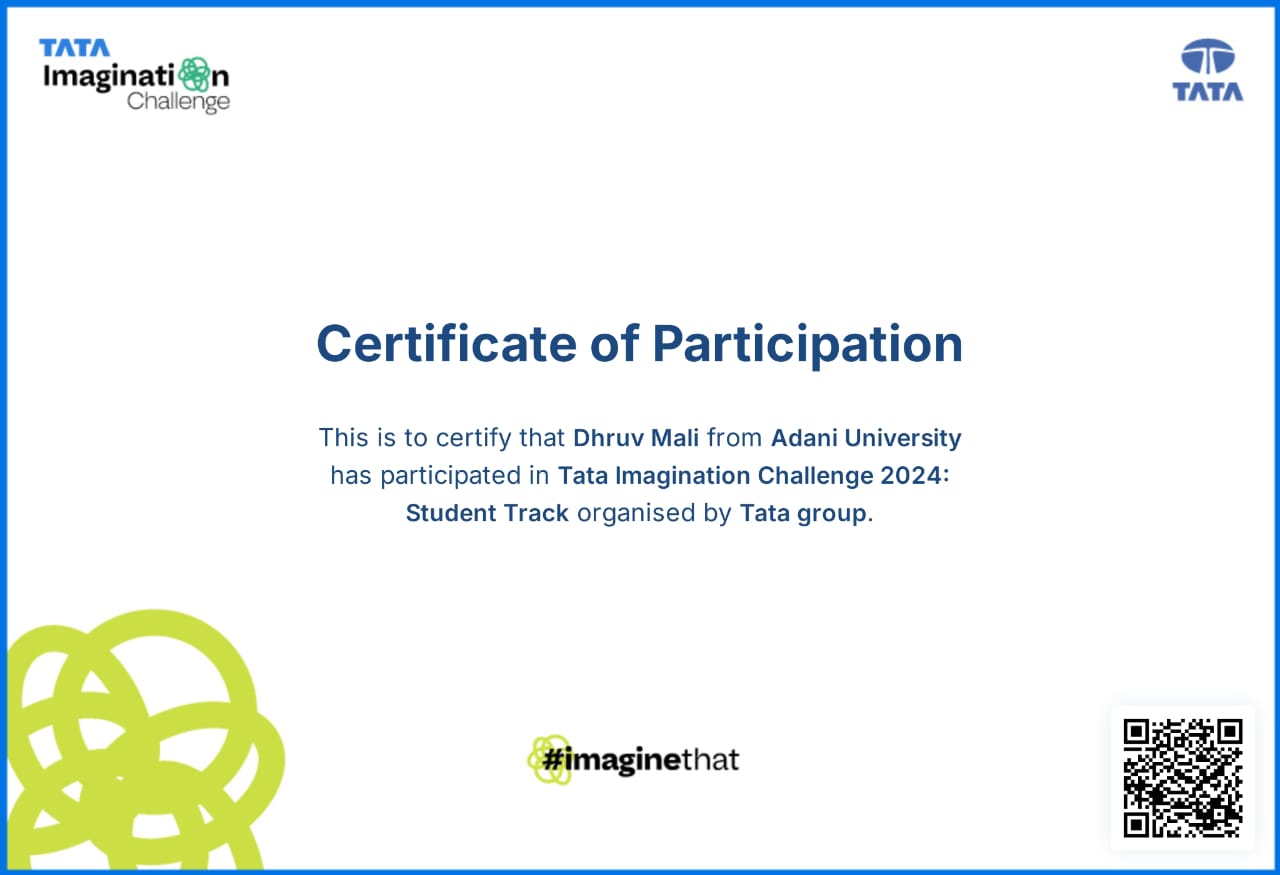 TATA
Imagination
Challenge
TATA
Certificate of Participation
This is to certify that Dhruv Mali from Adani University
has participated in Tata Imagination Challenge 2024:
Student Track organised by Tata group.
#imaginethat